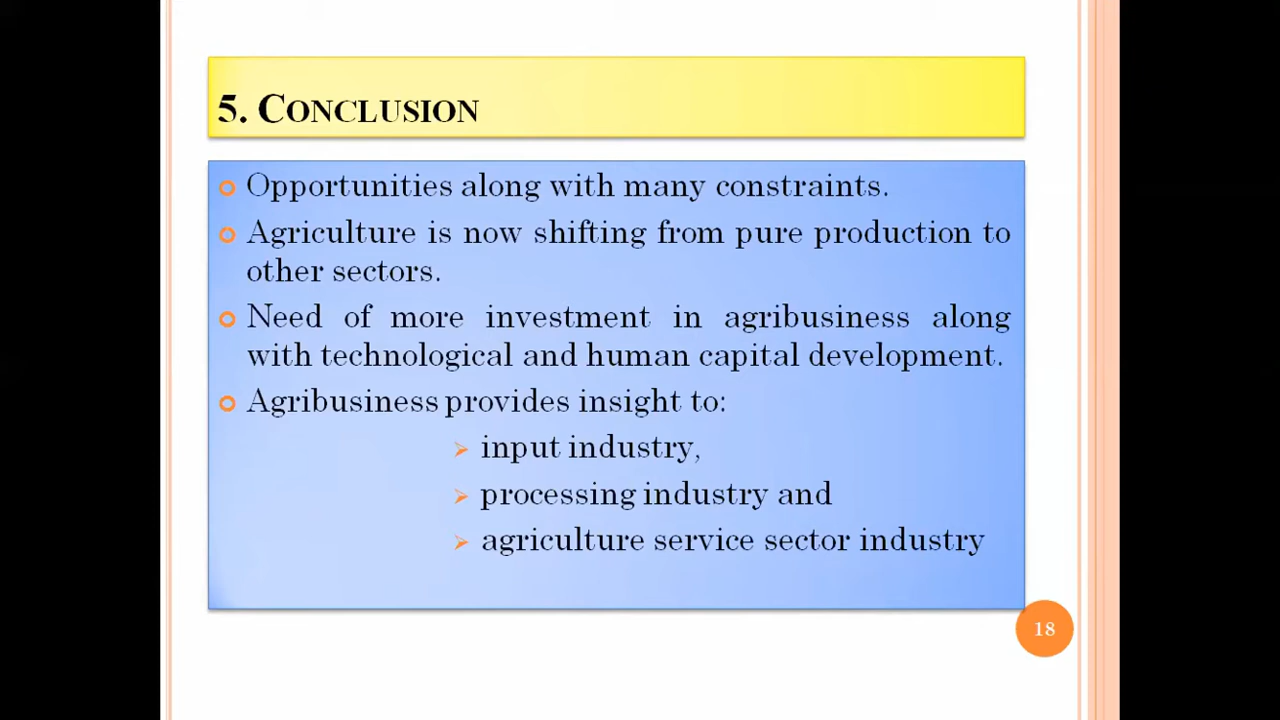 5. Conclusion
Opportunities along with many constraints.
Agriculture is now shifting from pure production to
other sectors.
Need of more investment in agribusiness along
with technological and human capital development.
Agribusiness provides insight to:
input industry,
processing industry and
agriculture service sector industry
18